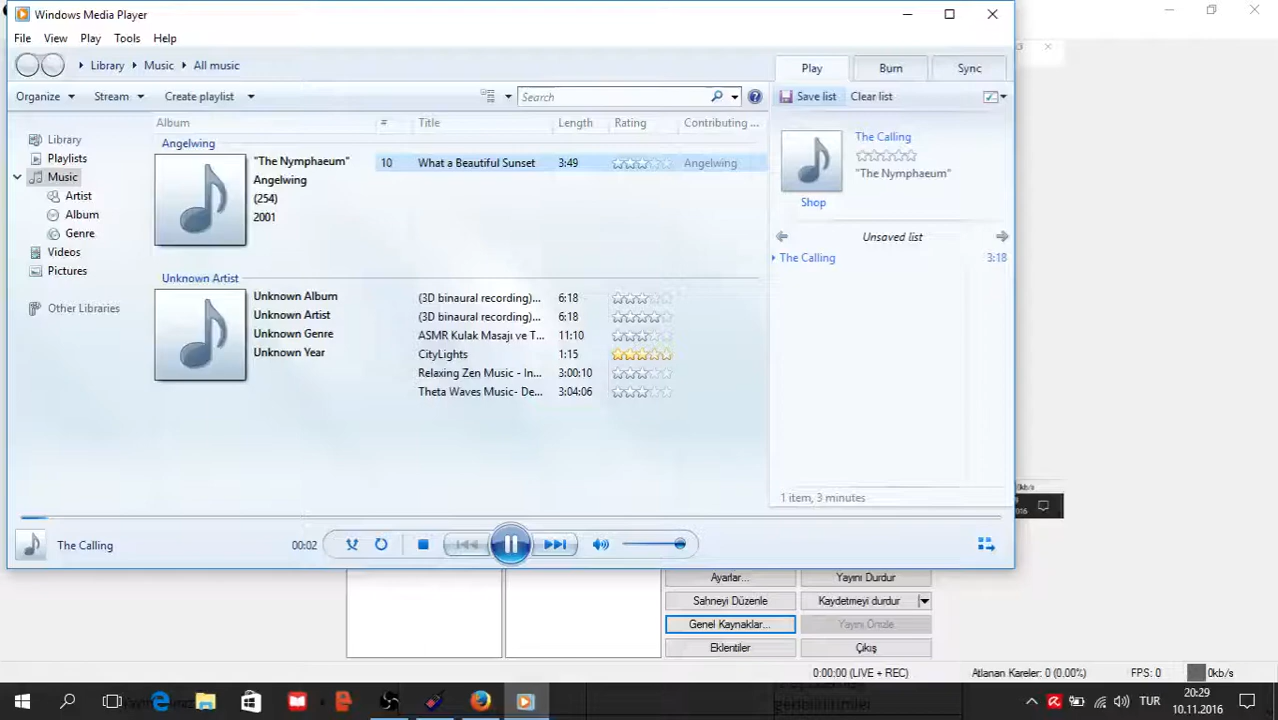 Windows Media Player
File View Play Tools Help
Library Music All music
Play Burn Sync
Organize Stream Create playlist
Search
Save list Clear list
Album # Title Length Rating Contributing ...
Library
Playlists
Music
Artist
Album
Genre
Videos
Pictures
Other Libraries
Angelwing
"The Nymphaeum"
Angelwing
(254)
2001
10 What a Beautiful Sunset 3:49 Angelwing
Unknown Artist
Unknown Album
Unknown Artist
Unknown Genre
Unknown Year
(3D binaural recording)... 6:18
(3D binaural recording)... 6:18
ASMR Kulak Masajı ve T... 11:10
CityLights 1:15
Relaxing Zen Music - In... 3:00:10
Theta Waves Music- De... 3:04:06
The Calling
"The Nymphaeum"
Shop
Unsaved list
The Calling 3:18
1 item, 3 minutes
The Calling 00:02
0kb/s
2016
Ayarlar... Yayını Durdur
Sahneyi Düzenle Kaydetmeyi durdur
Genel Kaynaklar... Yayını Önizle
Eklentiler Çıkış
0:00:00 (LIVE + REC) Atlanan Kareler: 0 (0.00%) FPS: 0 0kb/s
TUR
20:29
10.11.2016